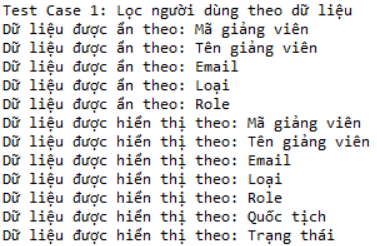 Test Case 1: Lọc người dùng theo dữ liệu
Dữ liệu được ẩn theo: Mã giảng viên
Dữ liệu được ẩn theo: Tên giảng viên
Dữ liệu được ẩn theo: Email
Dữ liệu được ẩn theo: Loại
Dữ liệu được ẩn theo: Role
Dữ liệu được hiển thị theo: Mã giảng viên
Dữ liệu được hiển thị theo: Tên giảng viên
Dữ liệu được hiển thị theo: Email
Dữ liệu được hiển thị theo: Loại
Dữ liệu được hiển thị theo: Role
Dữ liệu được hiển thị theo: Quốc tịch
Dữ liệu được hiển thị theo: Trạng thái